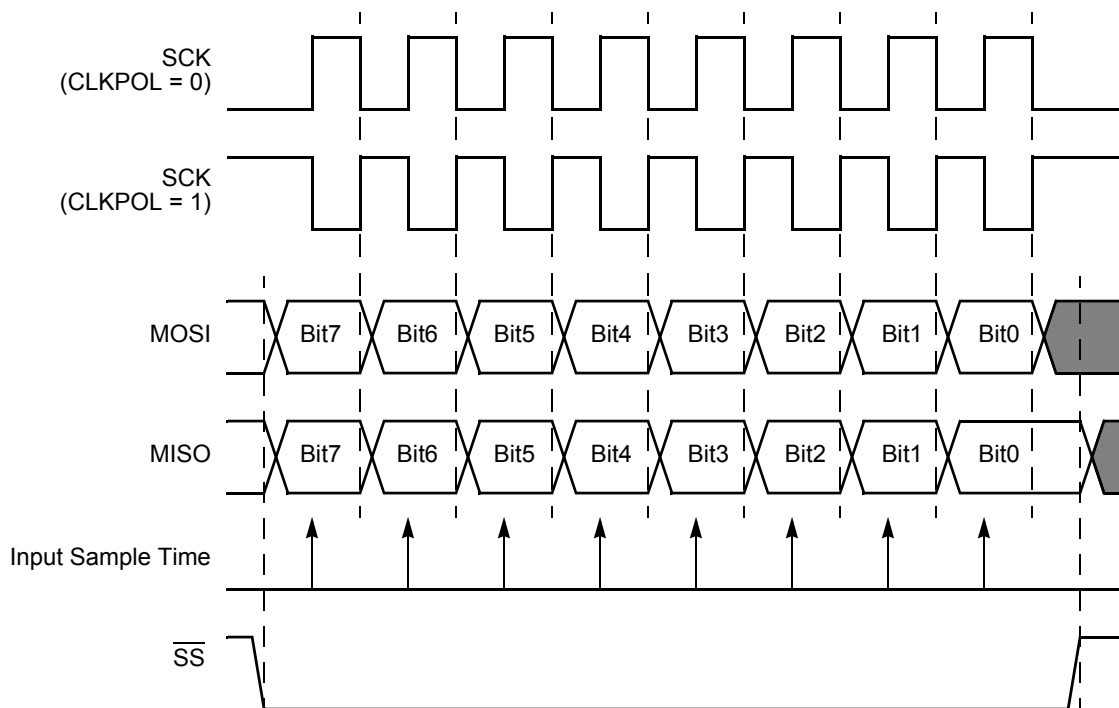 SCK
(CLKPOL = 0)
SCK
(CLKPOL = 1)
MOSI
Bit7 Bit6 Bit5 Bit4 Bit3 Bit2 Bit1 Bit0
MISO
Bit7 Bit6 Bit5 Bit4 Bit3 Bit2 Bit1 Bit0
Input Sample Time
SS